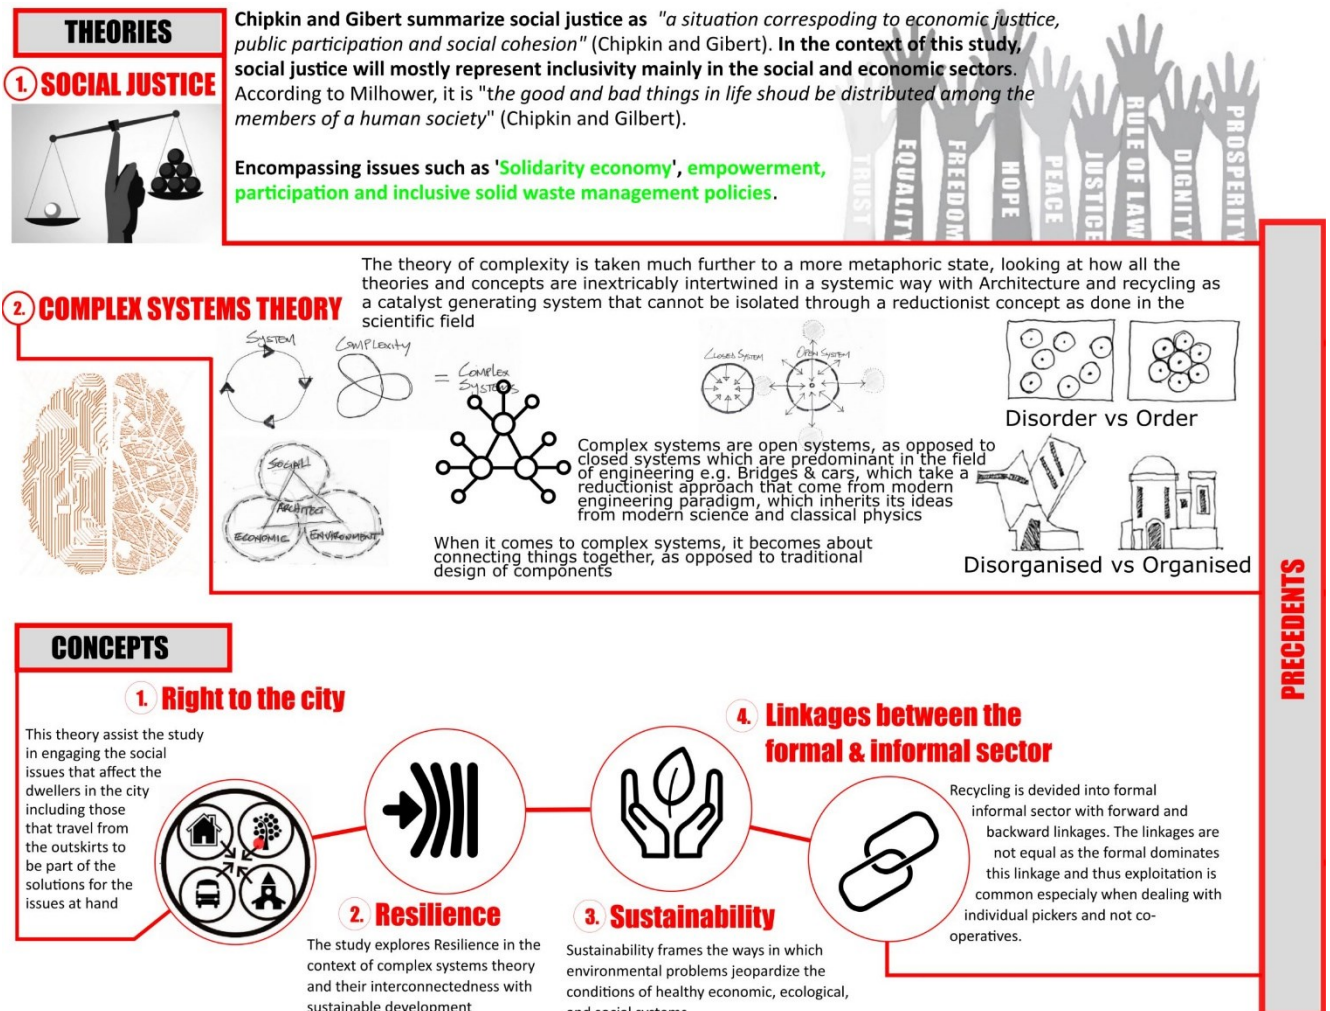 THEORIES
1. SOCIAL JUSTICE
Chipkin and Gibert summarize social justice as "a situation correspoding to economic justice,
public participation and social cohesion" (Chipkin and Gibert). In the context of this study,
social justice will mostly represent inclusivity mainly in the social and economic sectors.
According to Milhower, it is "the good and bad things in life shoud be distributed among the
members of a human society" (Chipkin and Gilbert).
Encompassing issues such as 'Solidarity economy', empowerment,
participation and inclusive solid waste management policies.
TRUST
EQUALITY
FREEDOM
HOPE
PEACE
JUSTICE
RULE OF LAW
DIGNITY
PROSPERITY
2. COMPLEX SYSTEMS THEORY
The theory of complexity is taken much further to a more metaphoric state, looking at how all the
theories and concepts are inextricably intertwined in a systemic way with Architecture and recycling as
a catalyst generating system that cannot be isolated through a reductionist concept as done in the
scientific field
SYSTEM
COMPLEXITY
= COMPLEX
SYSTEMS
CLOSED SYSTEM
OPEN SYSTEM
Disorder vs Order
SOCIAL
ARCHITECT
ECONOMIC
ENVIRONMENT
Complex systems are open systems, as opposed to
closed systems which are predominant in the field
of engineering e.g. Bridges & cars, which take a
reductionist approach that come from modern
engineering paradigm, which inherits its ideas
from modern science and classical physics
When it comes to complex systems, it becomes about
connecting things together, as opposed to traditional
design of components
Disorganised vs Organised
PRECEDENTS
CONCEPTS
1. Right to the city
This theory assist the study
in engaging the social
issues that affect the
dwellers in the city
including those
that travel from
the outskirts to
be part of the
solutions for the
issues at hand
2. Resilience
The study explores Resilience in the
context of complex systems theory
and their interconnectedness with
sustainable development
3. Sustainability
Sustainability frames the ways in which
environmental problems jeopardize the
conditions of healthy economic, ecological,
and social systems
4. Linkages between the
formal & informal sector
Recycling is devided into formal
informal sector with forward and
backward linkages. The linkages are
not equal as the formal dominates
this linkage and thus exploitation is
common especialy when dealing with
individual pickers and not co-
operatives.